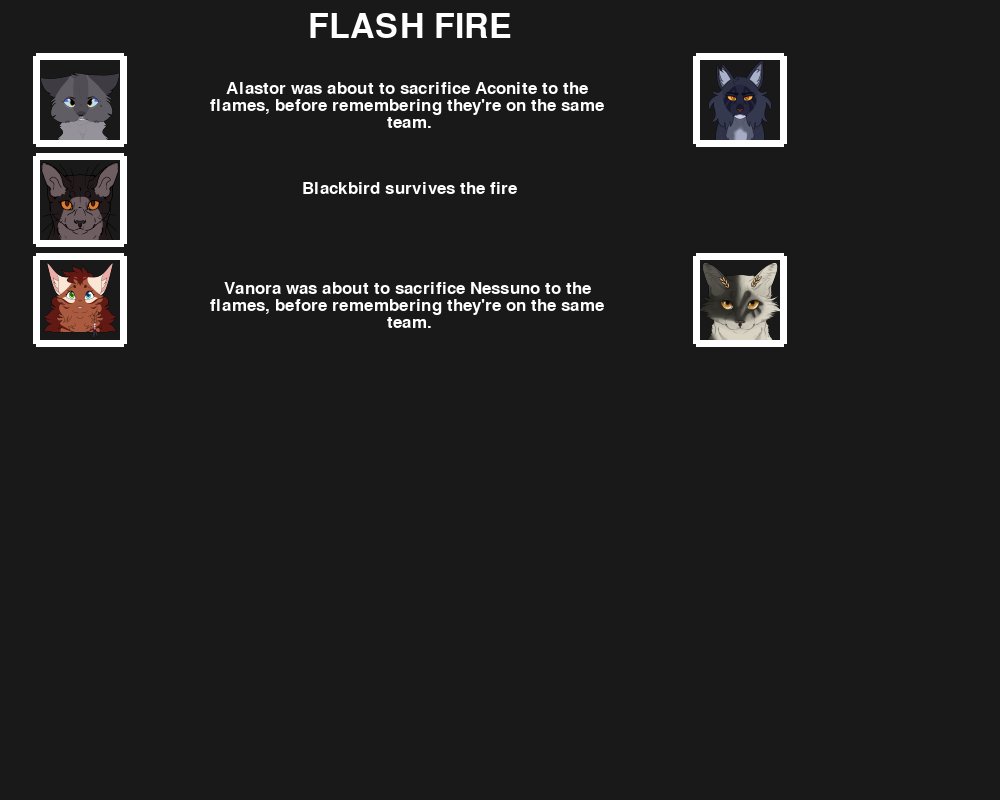 FLASH FIRE
Alastor was about to sacrifice Aconite to the
flames, before remembering they're on the same
team.
Blackbird survives the fire
Vanora was about to sacrifice Nessuno to the
flames, before remembering they're on the same
team.